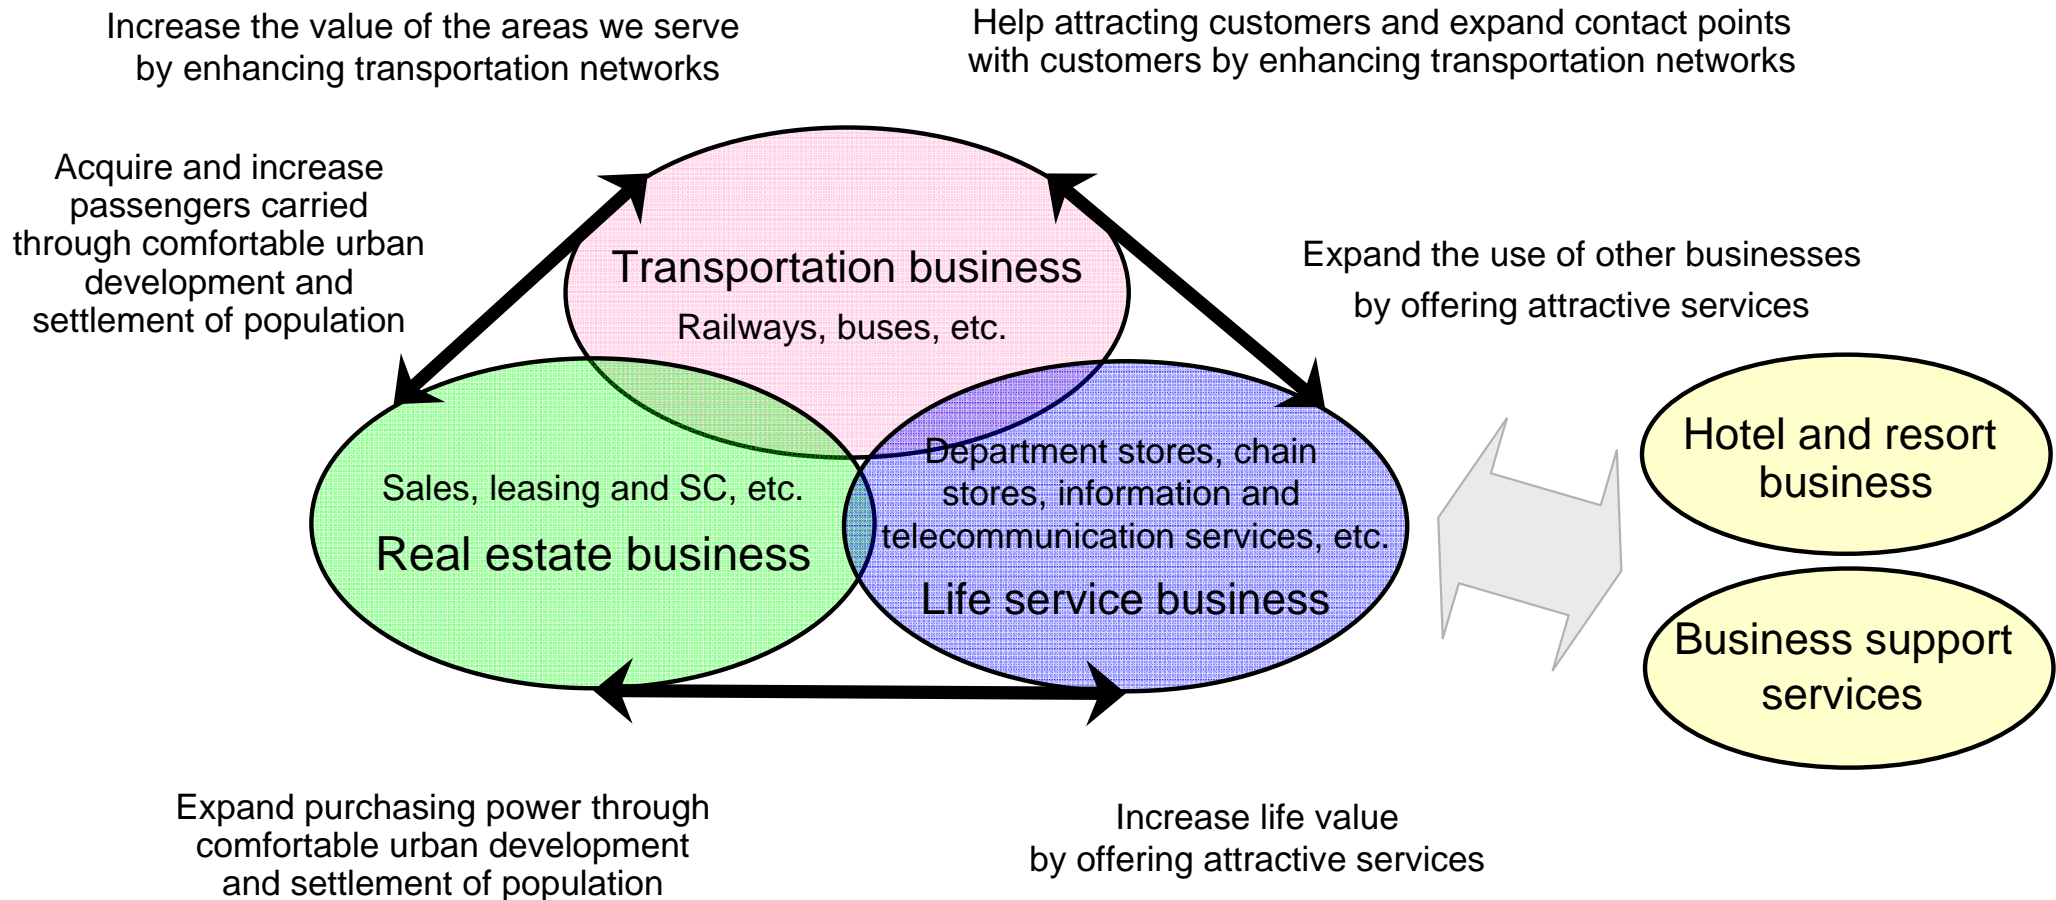 Increase the value of the areas we serve
by enhancing transportation networks
Help attracting customers and expand contact points
with customers by enhancing transportation networks
Acquire and increase
passengers carried
through comfortable urban
development and
settlement of population
Transportation business
Railways, buses, etc.
Expand the use of other businesses
by offering attractive services
Sales, leasing and SC, etc.
Real estate business
Department stores, chain
stores, information and
telecommunication services, etc.
Life service business
Hotel and resort
business
Business support
services
Expand purchasing power through
comfortable urban development
and settlement of population
Increase life value
by offering attractive services